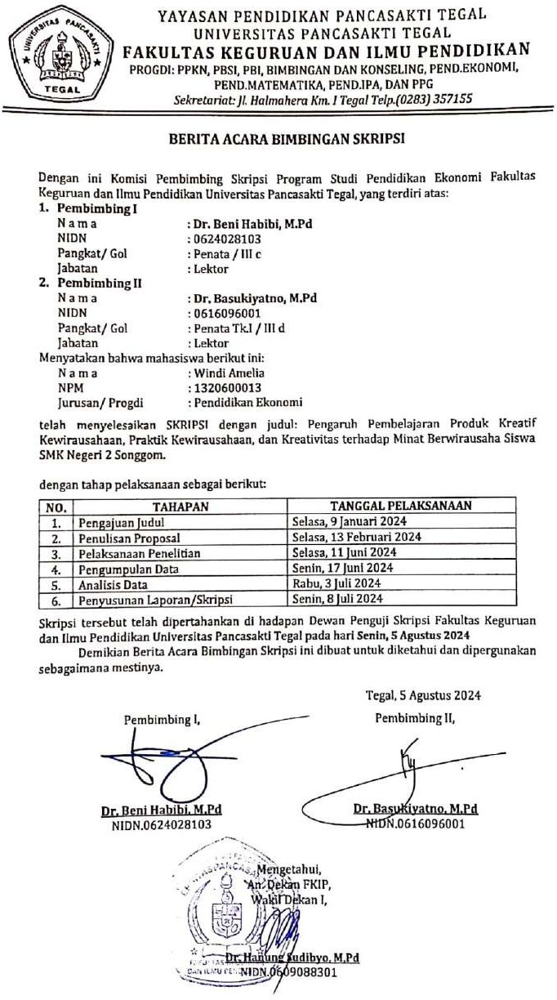 YAYASAN PENDIDIKAN PANCASAKTI TEGAL
UNIVERSITAS PANCASAKTI TEGAL
FAKULTAS KEGURUAN DAN ILMU PENDIDIKAN
PROGDI: PPKN, PBSI, PBI, BIMBINGAN DAN KONSELING, PEND.EKONOMI,
PEND.MATEMATIKA, PEND.IPA, DAN PPG
Sekretariat: Jl. Halmahera Km. 1 Tegal Telp.(0283) 357155
UNIVERSITAS PANCASAKTI
TEGAL
BERITA ACARA BIMBINGAN SKRIPSI
Dengan ini Komisi Pembimbing Skripsi Program Studi Pendidikan Ekonomi Fakultas
Keguruan dan Ilmu Pendidikan Universitas Pancasakti Tegal, yang terdiri atas:
1. Pembimbing I
N a m a : Dr. Beni Habibi, M.Pd
NIDN : 0624028103
Pangkat/ Gol : Penata / III c
Jabatan : Lektor
2. Pembimbing II
N a m a : Dr. Basukiyatno, M.Pd
NIDN : 0616096001
Pangkat/ Gol : Penata Tk.I / III d
Jabatan : Lektor
Menyatakan bahwa mahasiswa berikut ini:
N a m a : Windi Amelia
NPM : 1320600013
Jurusan/ Progdi : Pendidikan Ekonomi
telah menyelesaikan SKRIPSI dengan judul: Pengaruh Pembelajaran Produk Kreatif
Kewirausahaan, Praktik Kewirausahaan, dan Kreativitas terhadap Minat Berwirausaha Siswa
SMK Negeri 2 Songgom.
dengan tahap pelaksanaan sebagai berikut:
NO. TAHAPAN TANGGAL PELAKSANAAN
1. Pengajuan Judul Selasa, 9 Januari 2024
2. Penulisan Proposal Selasa, 13 Februari 2024
3. Pelaksanaan Penelitian Selasa, 11 Juni 2024
4. Pengumpulan Data Senin, 17 Juni 2024
5. Analisis Data Rabu, 3 Juli 2024
6. Penyusunan Laporan/Skripsi Senin, 8 Juli 2024
Skripsi tersebut telah dipertahankan di hadapan Dewan Penguji Skripsi Fakultas Keguruan
dan Ilmu Pendidikan Universitas Pancasakti Tegal pada hari Senin, 5 Agustus 2024
Demikian Berita Acara Bimbingan Skripsi ini dibuat untuk diketahui dan dipergunakan
sebagaimana mestinya.
Tegal, 5 Agustus 2024
Pembimbing I, Pembimbing II,
Dr. Beni Habibi, M.Pd Dr. Basukiyatno, M.Pd
NIDN.0624028103 NIDN.0616096001
Mengetahui,
An. Dekan FKIP,
Wakil Dekan I,
Dr. Hanung Sudibyo, M.Pd
NIDN.0609088301